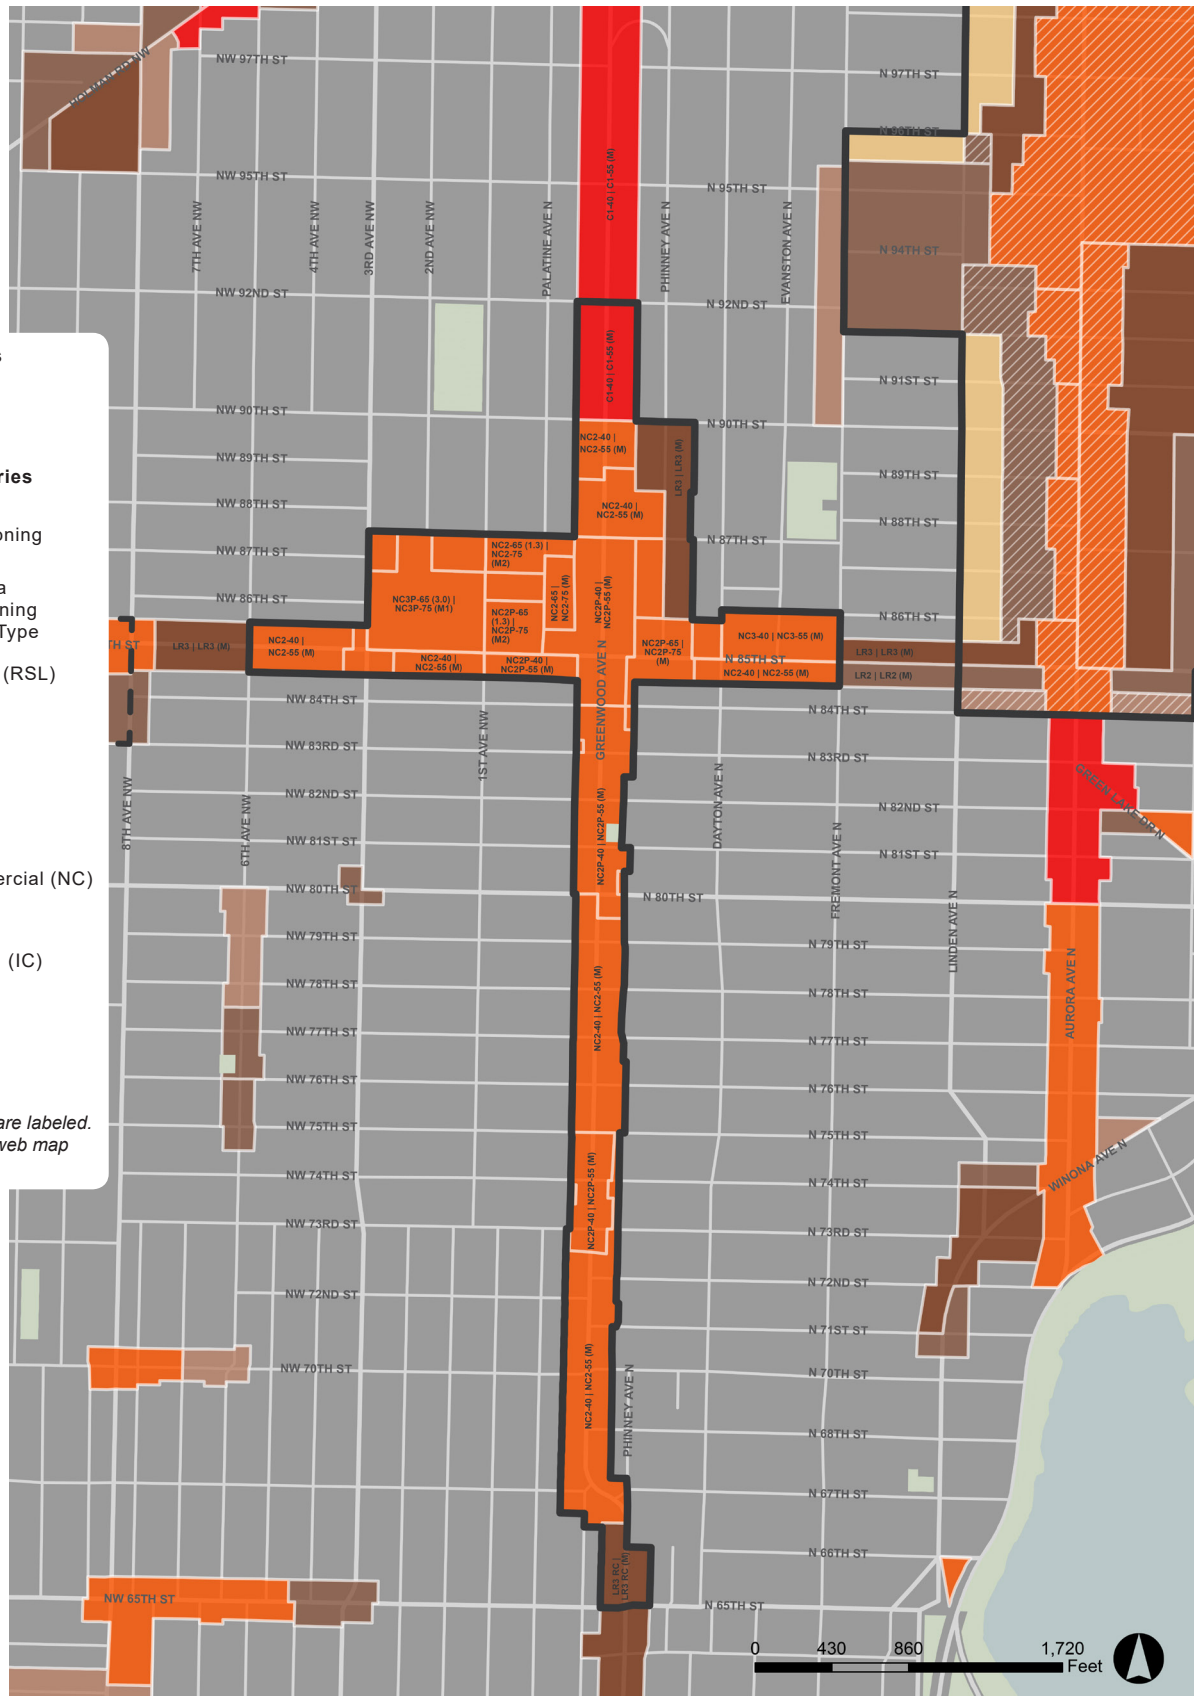 HOLMAN RD NW
NW 97TH ST
N 97TH ST
N 96TH ST
NW 95TH ST
N 95TH ST
C1-40 | C1-55 (M)
7TH AVE NW
4TH AVE NW
3RD AVE NW
2ND AVE NW
PALATINE AVE N
PHINNEY AVE N
EVANSTON AVE N
N 94TH ST
NW 92ND ST
N 92ND ST
C1-40 | C1-55 (M)
N 91ST ST
NW 90TH ST
N 90TH ST
NC2-40 |
NC2-55 (M)
LR3 | LR3 (M)
NW 89TH ST
N 89TH ST
NW 88TH ST
NC2-40 |
NC2-55 (M)
N 88TH ST
NW 87TH ST
NC2-65 (1.3) |
NC2-75
(M2)
N 87TH ST
NW 86TH ST
NC3P-65 (3.0) |
NC3P-75 (M1)
NC2-65 |
NC2-75 (M)
NC2P-40 |
NC2P-55 (M)
NC2P-65
(1.3) |
NC2P-75
(M2)
N 86TH ST
TH ST
LR3 | LR3 (M)
NC2-40 |
NC2-55 (M)
NC2-40 |
NC2-55 (M)
NC2P-40 |
NC2P-55 (M)
GREENWOOD AVE N
NC2P-65 |
NC2P-75
(M)
NC3-40 | NC3-55 (M)
N 85TH ST
NC2-40 | NC2-55 (M)
LR3 | LR3 (M)
LR2 | LR2 (M)
s
ries
oning
a
ning
Type
(RSL)
ercial (NC)
(IC)
are labeled.
web map
NW 84TH ST
N 84TH ST
NW 83RD ST
N 83RD ST
1ST AVE NW
NW 82ND ST
N 82ND ST
GREEN LAKE DR N
8TH AVE NW
6TH AVE NW
NW 81ST ST
NC2P-40 | NC2P-55 (M)
DAYTON AVE N
FREMONT AVE N
N 81ST ST
NW 80TH ST
N 80TH ST
LINDEN AVE N
NW 79TH ST
N 79TH ST
AURORA AVE N
NW 78TH ST
NC2-40 | NC2-55 (M)
N 78TH ST
NW 77TH ST
N 77TH ST
NW 76TH ST
N 76TH ST
NW 75TH ST
N 75TH ST
NW 74TH ST
NC2P-40 | NC2P-55 (M)
N 74TH ST
WINONA AVE N
NW 73RD ST
N 73RD ST
NW 72ND ST
N 72ND ST
N 71ST ST
NW 70TH ST
NC2-40 | NC2-55 (M)
PHINNEY AVE N
N 70TH ST
N 68TH ST
N 67TH ST
N 66TH ST
LR3 RC |
LR3 RC (M)
NW 65TH ST
N 65TH ST
0 430 860 1,720
Feet